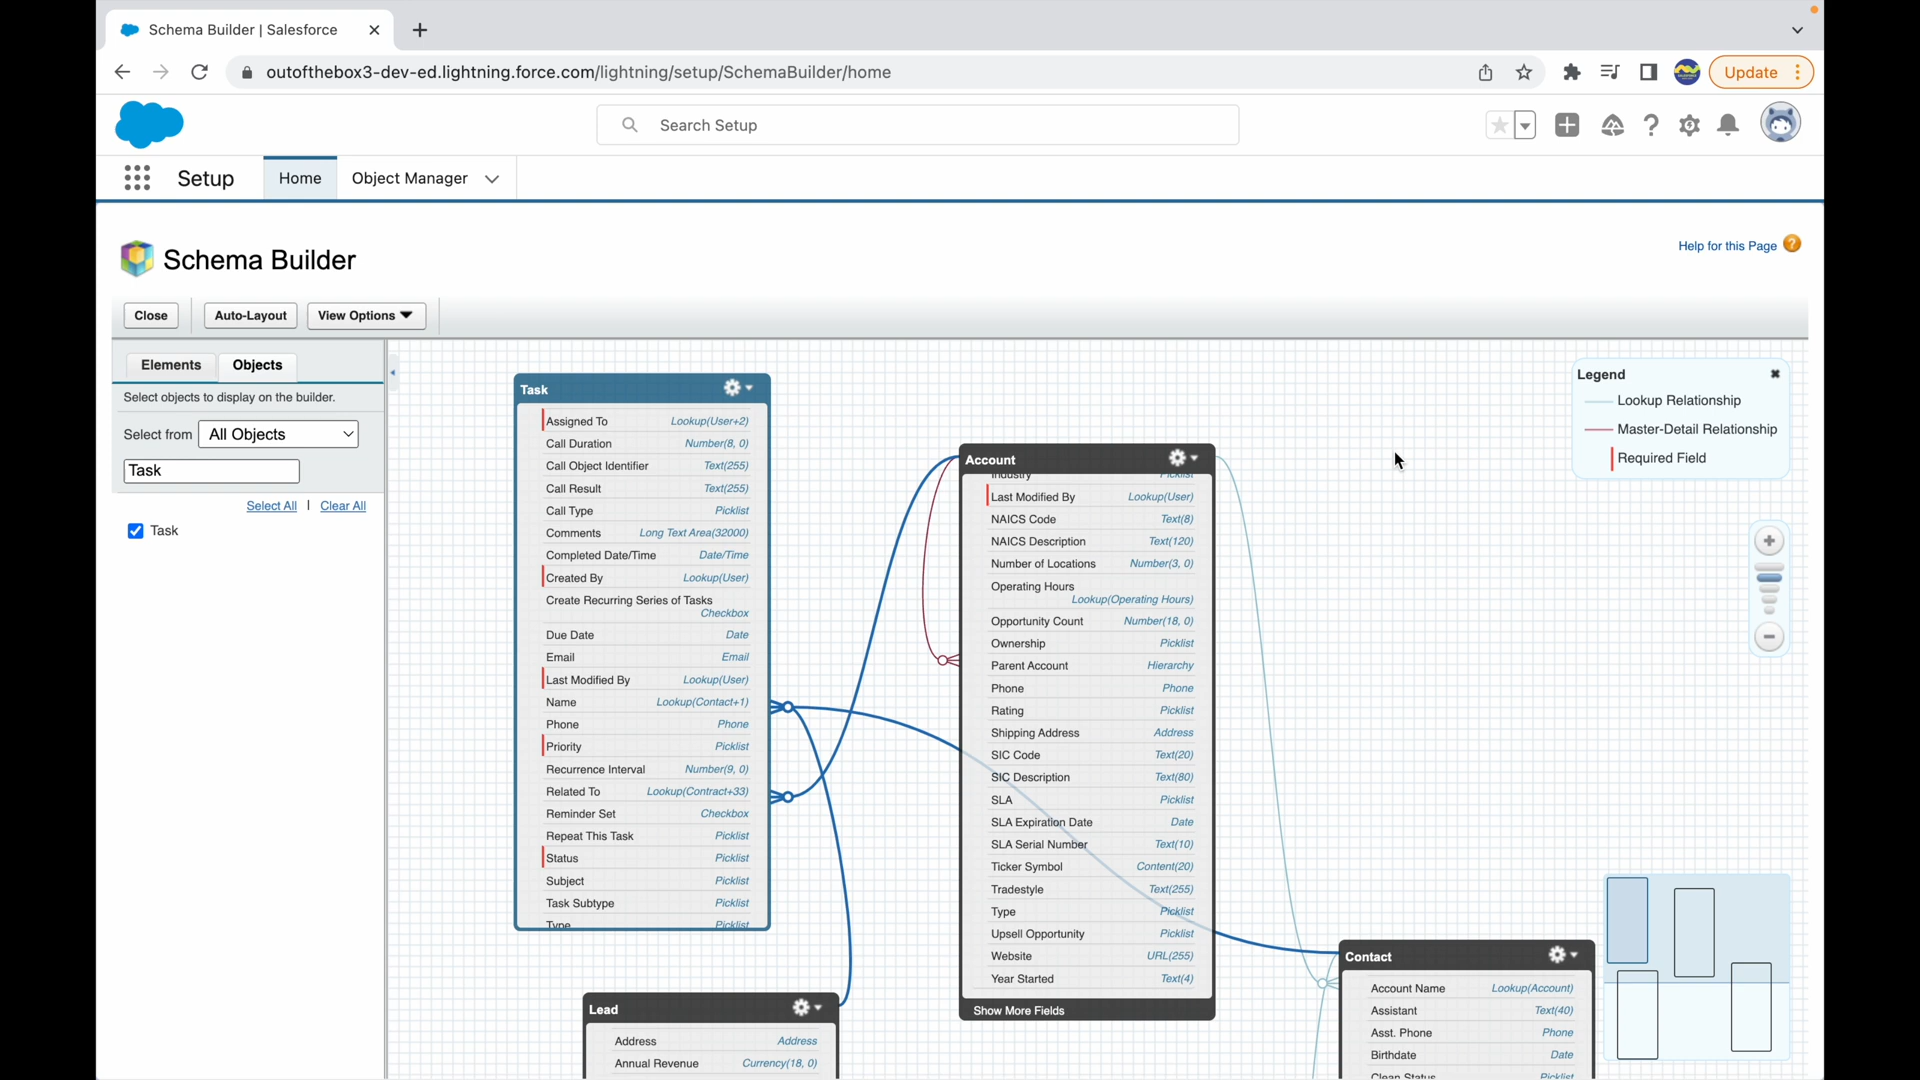 Schema Builder | Salesforce
outofthebox3-dev-ed.lightning.force.com/lightning/setup/SchemaBuilder/home
Update
Search Setup
Setup
Home
Object Manager
Schema Builder
Help for this Page
Close
Auto-Layout
View Options
Elements
Objects
Select objects to display on the builder.
Select from All Objects
Task
Select All | Clear All
Task
Task
Assigned To Lookup(User+2)
Call Duration Number(8, 0)
Call Object Identifier Text(255)
Call Result Text(255)
Call Type Picklist
Comments Long Text Area(32000)
Completed Date/Time Date/Time
Created By Lookup(User)
Create Recurring Series of Tasks
Checkbox
Due Date Date
Email Email
Last Modified By Lookup(User)
Name Lookup(Contact+1)
Phone Phone
Priority Picklist
Recurrence Interval Number(9, 0)
Related To Lookup(Contract+33)
Reminder Set Checkbox
Repeat This Task Picklist
Status Picklist
Subject Picklist
Task Subtype Picklist
Type Picklist
Lead
Address Address
Annual Revenue Currency(18, 0)
Account
Industry Picklist
Last Modified By Lookup(User)
NAICS Code Text(8)
NAICS Description Text(120)
Number of Locations Number(3, 0)
Operating Hours
Lookup(Operating Hours)
Opportunity Count Number(18, 0)
Ownership Picklist
Parent Account Hierarchy
Phone Phone
Rating Picklist
Shipping Address Address
SIC Code Text(20)
SIC Description Text(80)
SLA Picklist
SLA Expiration Date Date
SLA Serial Number Text(10)
Ticker Symbol Content(20)
Tradestyle Text(255)
Type Picklist
Upsell Opportunity Picklist
Website URL(255)
Year Started Text(4)
Show More Fields
Contact
Account Name Lookup(Account)
Assistant Text(40)
Asst. Phone Phone
Birthdate Date
Clean Status Picklist
Legend
Lookup Relationship
Master-Detail Relationship
Required Field